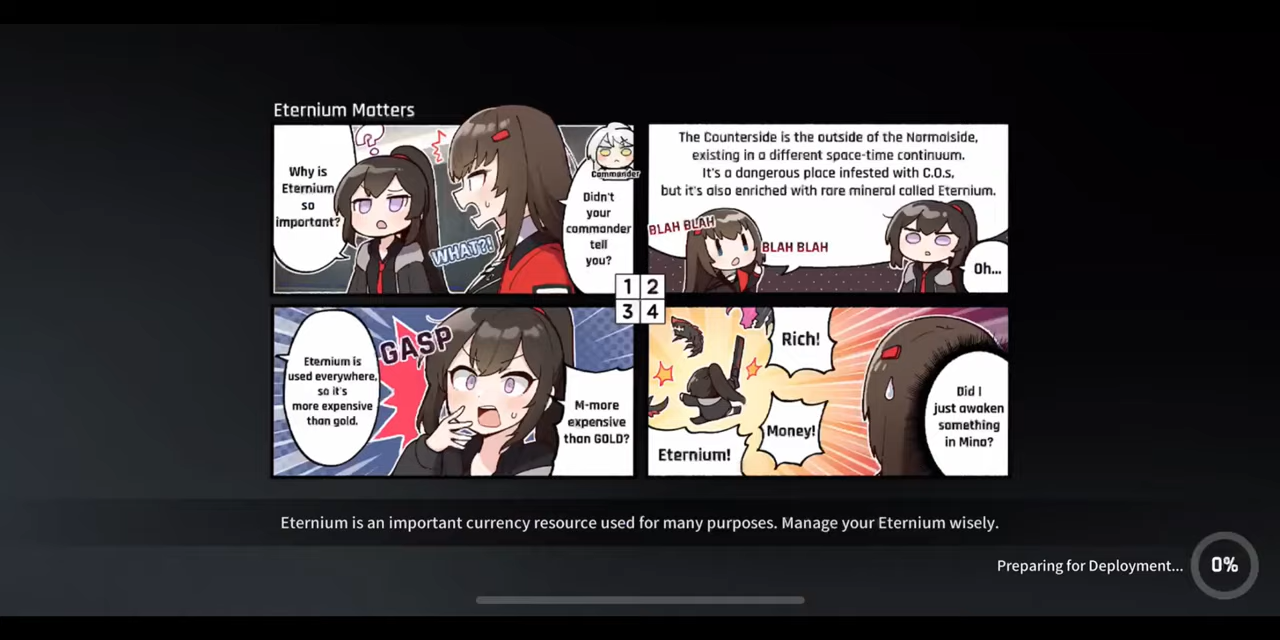 Eternium Matters
Why is
Eternium
so
important?
?
WHAT?!
Commander
Didn't
your
commander
tell
you?
The Counterside is the outside of the Normalside,
existing in a different space-time continuum.
It's a dangerous place infested with C.O.s,
but it's also enriched with rare mineral called Eternium.
BLAH BLAH
BLAH BLAH
Oh...
1 2
3 4
Eternium is
used everywhere,
so it's
more expensive
than gold.
GASP
M-more
expensive
than GOLD?
Rich!
Money!
Eternium!
Did I
just awaken
something
in Mina?
Eternium is an important currency resource used for many purposes. Manage your Eternium wisely.
Preparing for Deployment...
0%